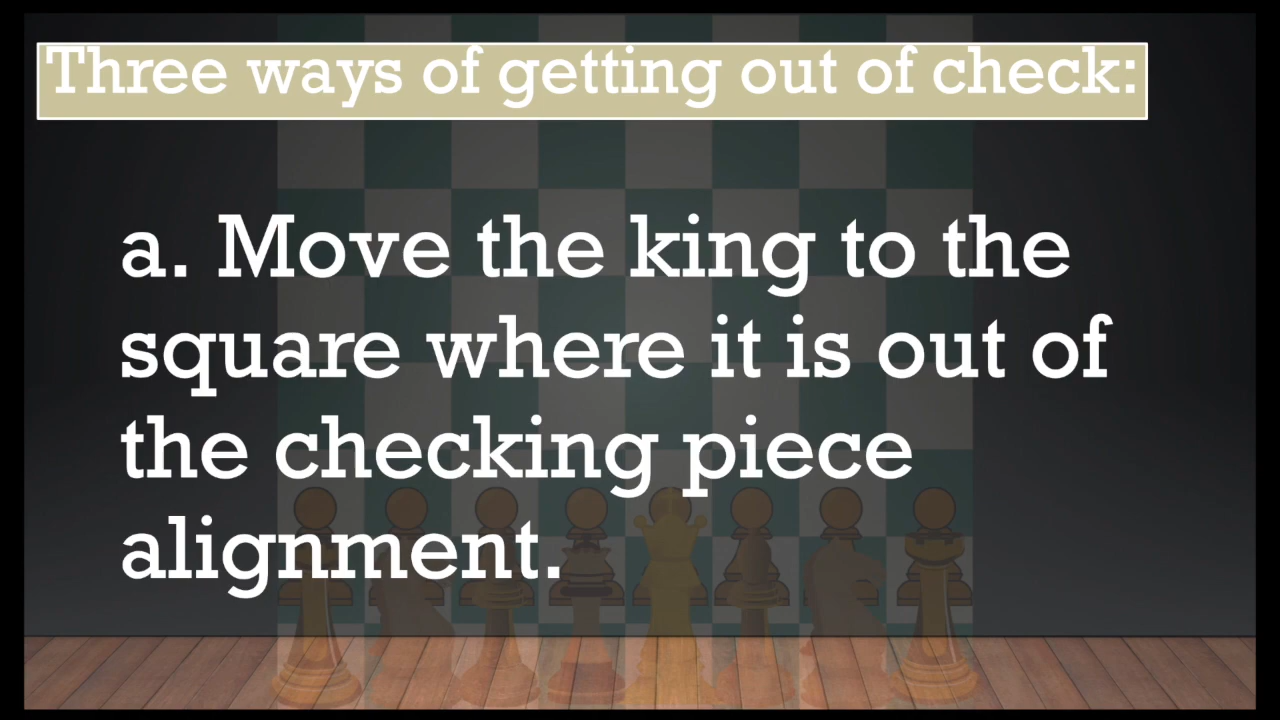 Three ways of getting out of check:
a. Move the king to the
square where it is out of
the checking piece
alignment.